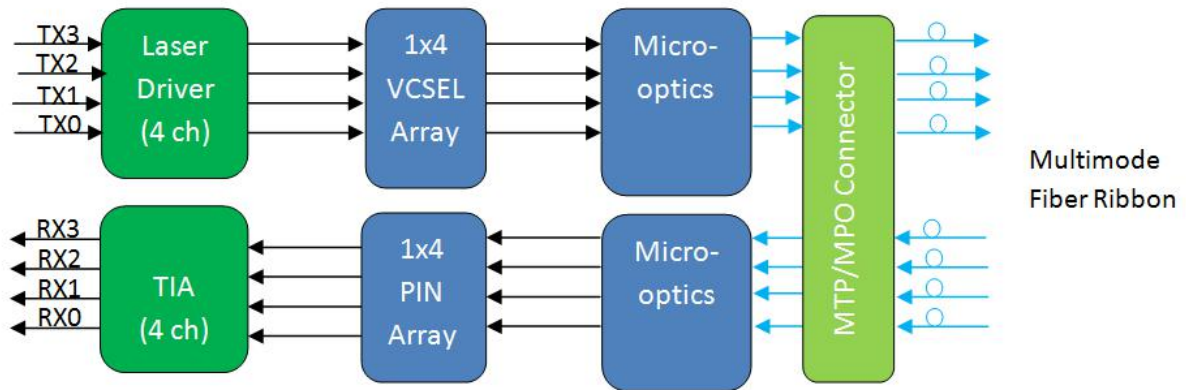 TX3
TX2
TX1
TX0
Laser
Driver
(4 ch)
1x4
VCSEL
Array
Micro-
optics
MTP/MPO Connector
Multimode
Fiber Ribbon
RX3
RX2
RX1
RX0
TIA
(4 ch)
1x4
PIN
Array
Micro-
optics